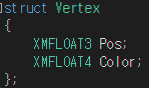 struct Vertex
{
XMFLOAT3 Pos;
XMFLOAT4 Color;
};